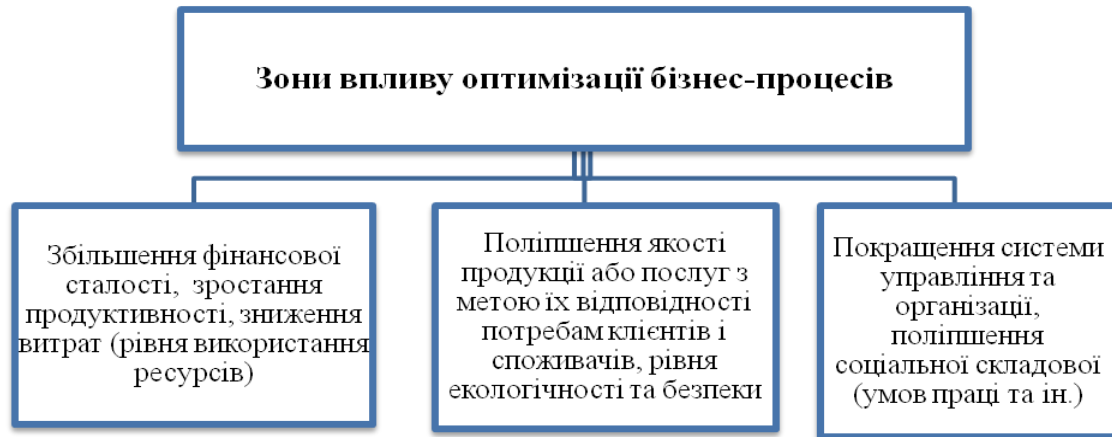 Зони впливу оптимізації бізнес-процесів
Збільшення фінансової
сталості, зростання
продуктивності, зниження
витрат (рівня використання
ресурсів)
Поліпшення якості
продукції або послуг з
метою їх відповідності
потребам клієнтів і
споживачів, рівня
екологічності та безпеки
Покращення системи
управління та
організації,
поліпшення
соціальної складової
(умов праці та ін.)